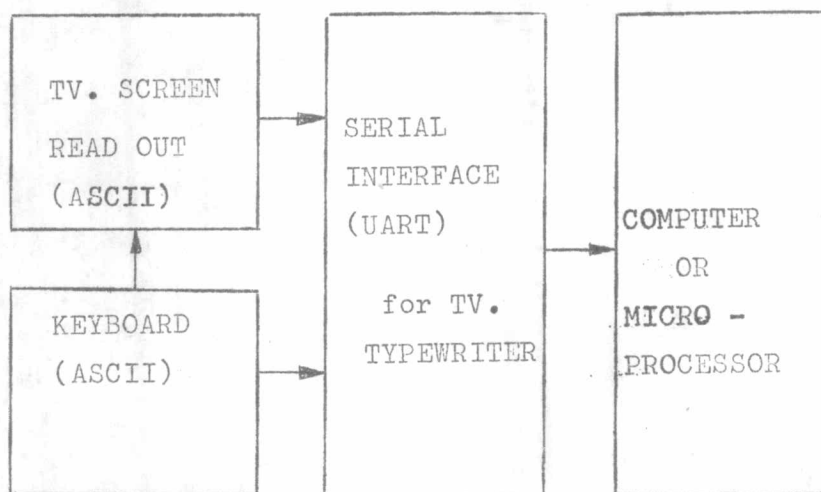 TV. SCREEN
READ OUT
(ASCII)
KEYBOARD
(ASCII)
SERIAL
INTERFACE
(UART)
for TV.
TYPEWRITER
COMPUTER
OR
MICRO -
PROCESSOR